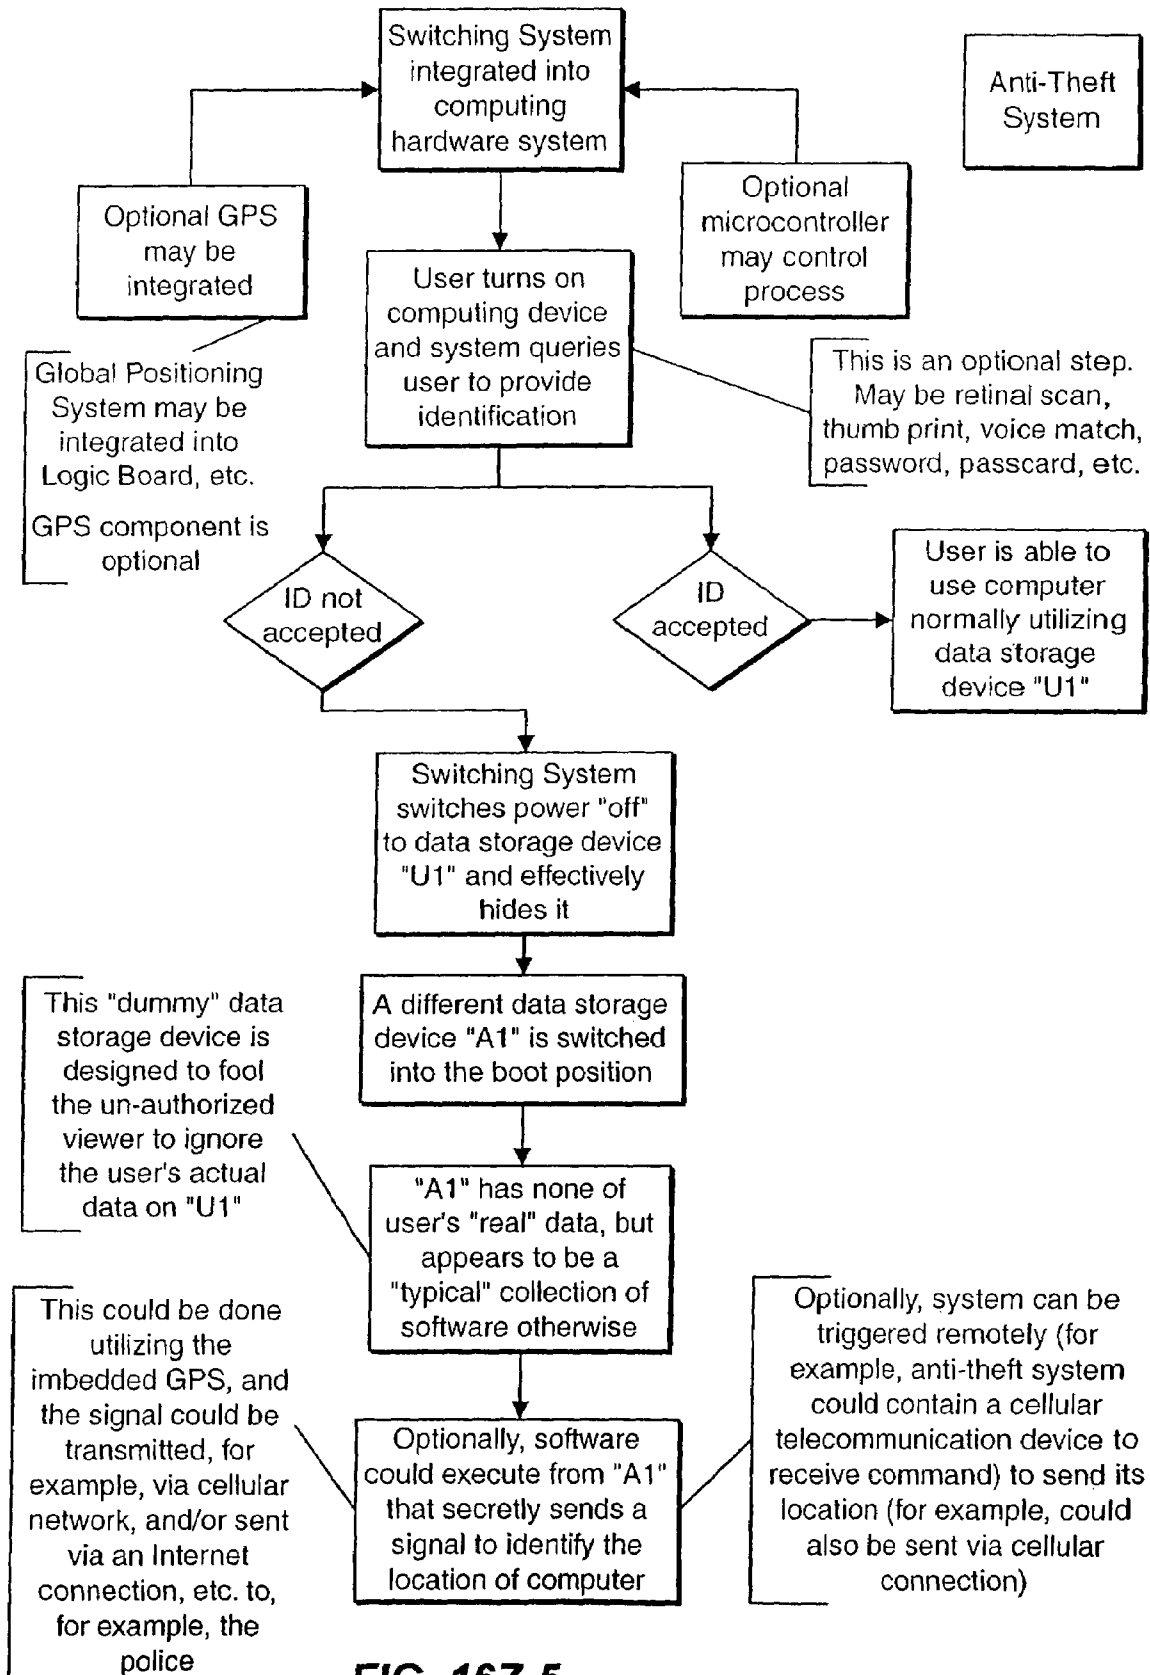 Switching System
integrated into
computing
hardware system
Anti-Theft
System
Optional GPS
may be
integrated
Optional
microcontroller
may control
process
User turns on
computing device
and system queries
user to provide
identification
Global Positioning
System may be
integrated into
Logic Board, etc.
GPS component is
optional
This is an optional step.
May be retinal scan,
thumb print, voice match,
password, passcard, etc.
ID not
accepted
ID
accepted
User is able to
use computer
normally utilizing
data storage
device "U1"
Switching System
switches power "off"
to data storage device
"U1" and effectively
hides it
A different data storage
device "A1" is switched
into the boot position
This "dummy" data
storage device is
designed to fool
the un-authorized
viewer to ignore
the user's actual
data on "U1"
"A1" has none of
user's "real" data, but
appears to be a
"typical" collection of
software otherwise
This could be done
utilizing the
imbedded GPS, and
the signal could be
transmitted, for
example, via cellular
network, and/or sent
via an Internet
connection, etc. to,
for example, the
police
Optionally, software
could execute from "A1"
that secretly sends a
signal to identify the
location of computer
Optionally, system can be
triggered remotely (for
example, anti-theft system
could contain a cellular
telecommunication device to
receive command) to send its
location (for example, could
also be sent via cellular
connection)